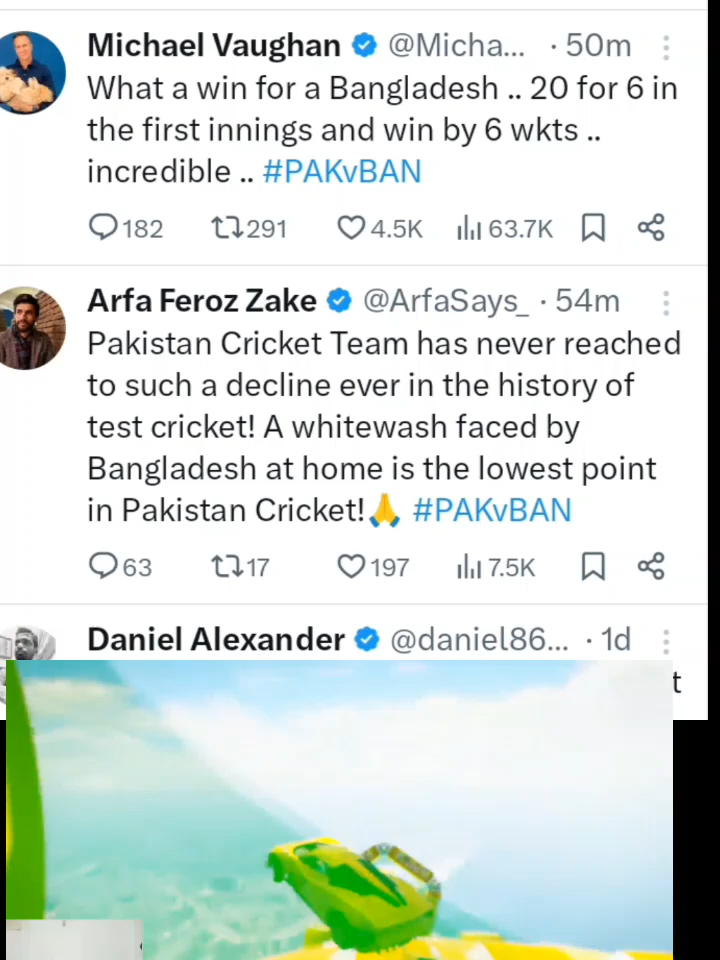 Michael Vaughan @Micha... · 50m
What a win for a Bangladesh .. 20 for 6 in
the first innings and win by 6 wkts ..
incredible .. #PAKvBAN
182 291 4.5K 63.7K
Arfa Feroz Zake @ArfaSays_ · 54m
Pakistan Cricket Team has never reached
to such a decline ever in the history of
test cricket! A whitewash faced by
Bangladesh at home is the lowest point
in Pakistan Cricket!🙏 #PAKvBAN
63 17 197 7.5K
Daniel Alexander @daniel86... · 1d
t